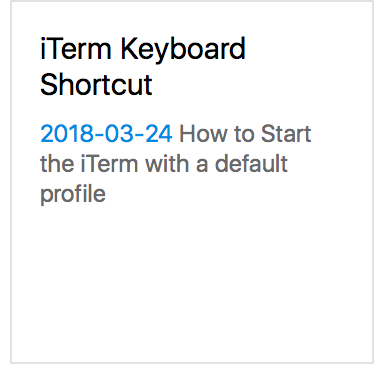 iTerm Keyboard
Shortcut
2018-03-24 How to Start
the iTerm with a default
profile